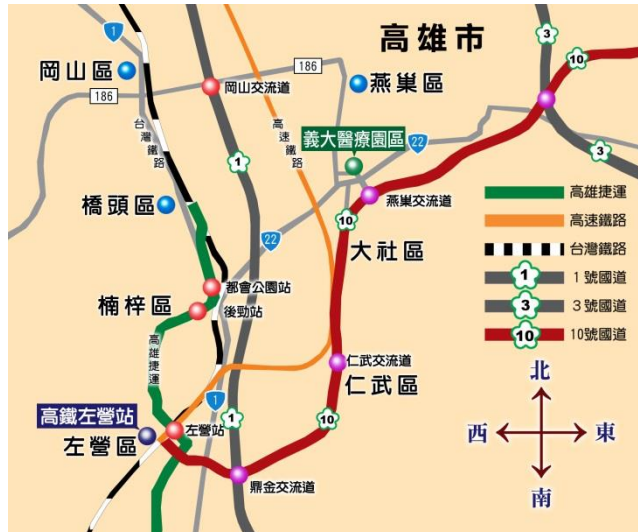 1
3
10
高雄市
岡山區
186
186
岡山交流道
燕巢區
台灣鐵路
高速鐵路
1
義大醫療園區
22
3
燕巢交流道
高雄捷運
橋頭區
10
高速鐵路
22
大社區
台灣鐵路
都會公園站
1
1號國道
楠梓區
後勁站
3
3號國道
10
10號國道
高雄捷運
仁武交流道
仁武區
北
1
高鐵左營站
1
10
西
東
左營區
左營站
鼎金交流道
南